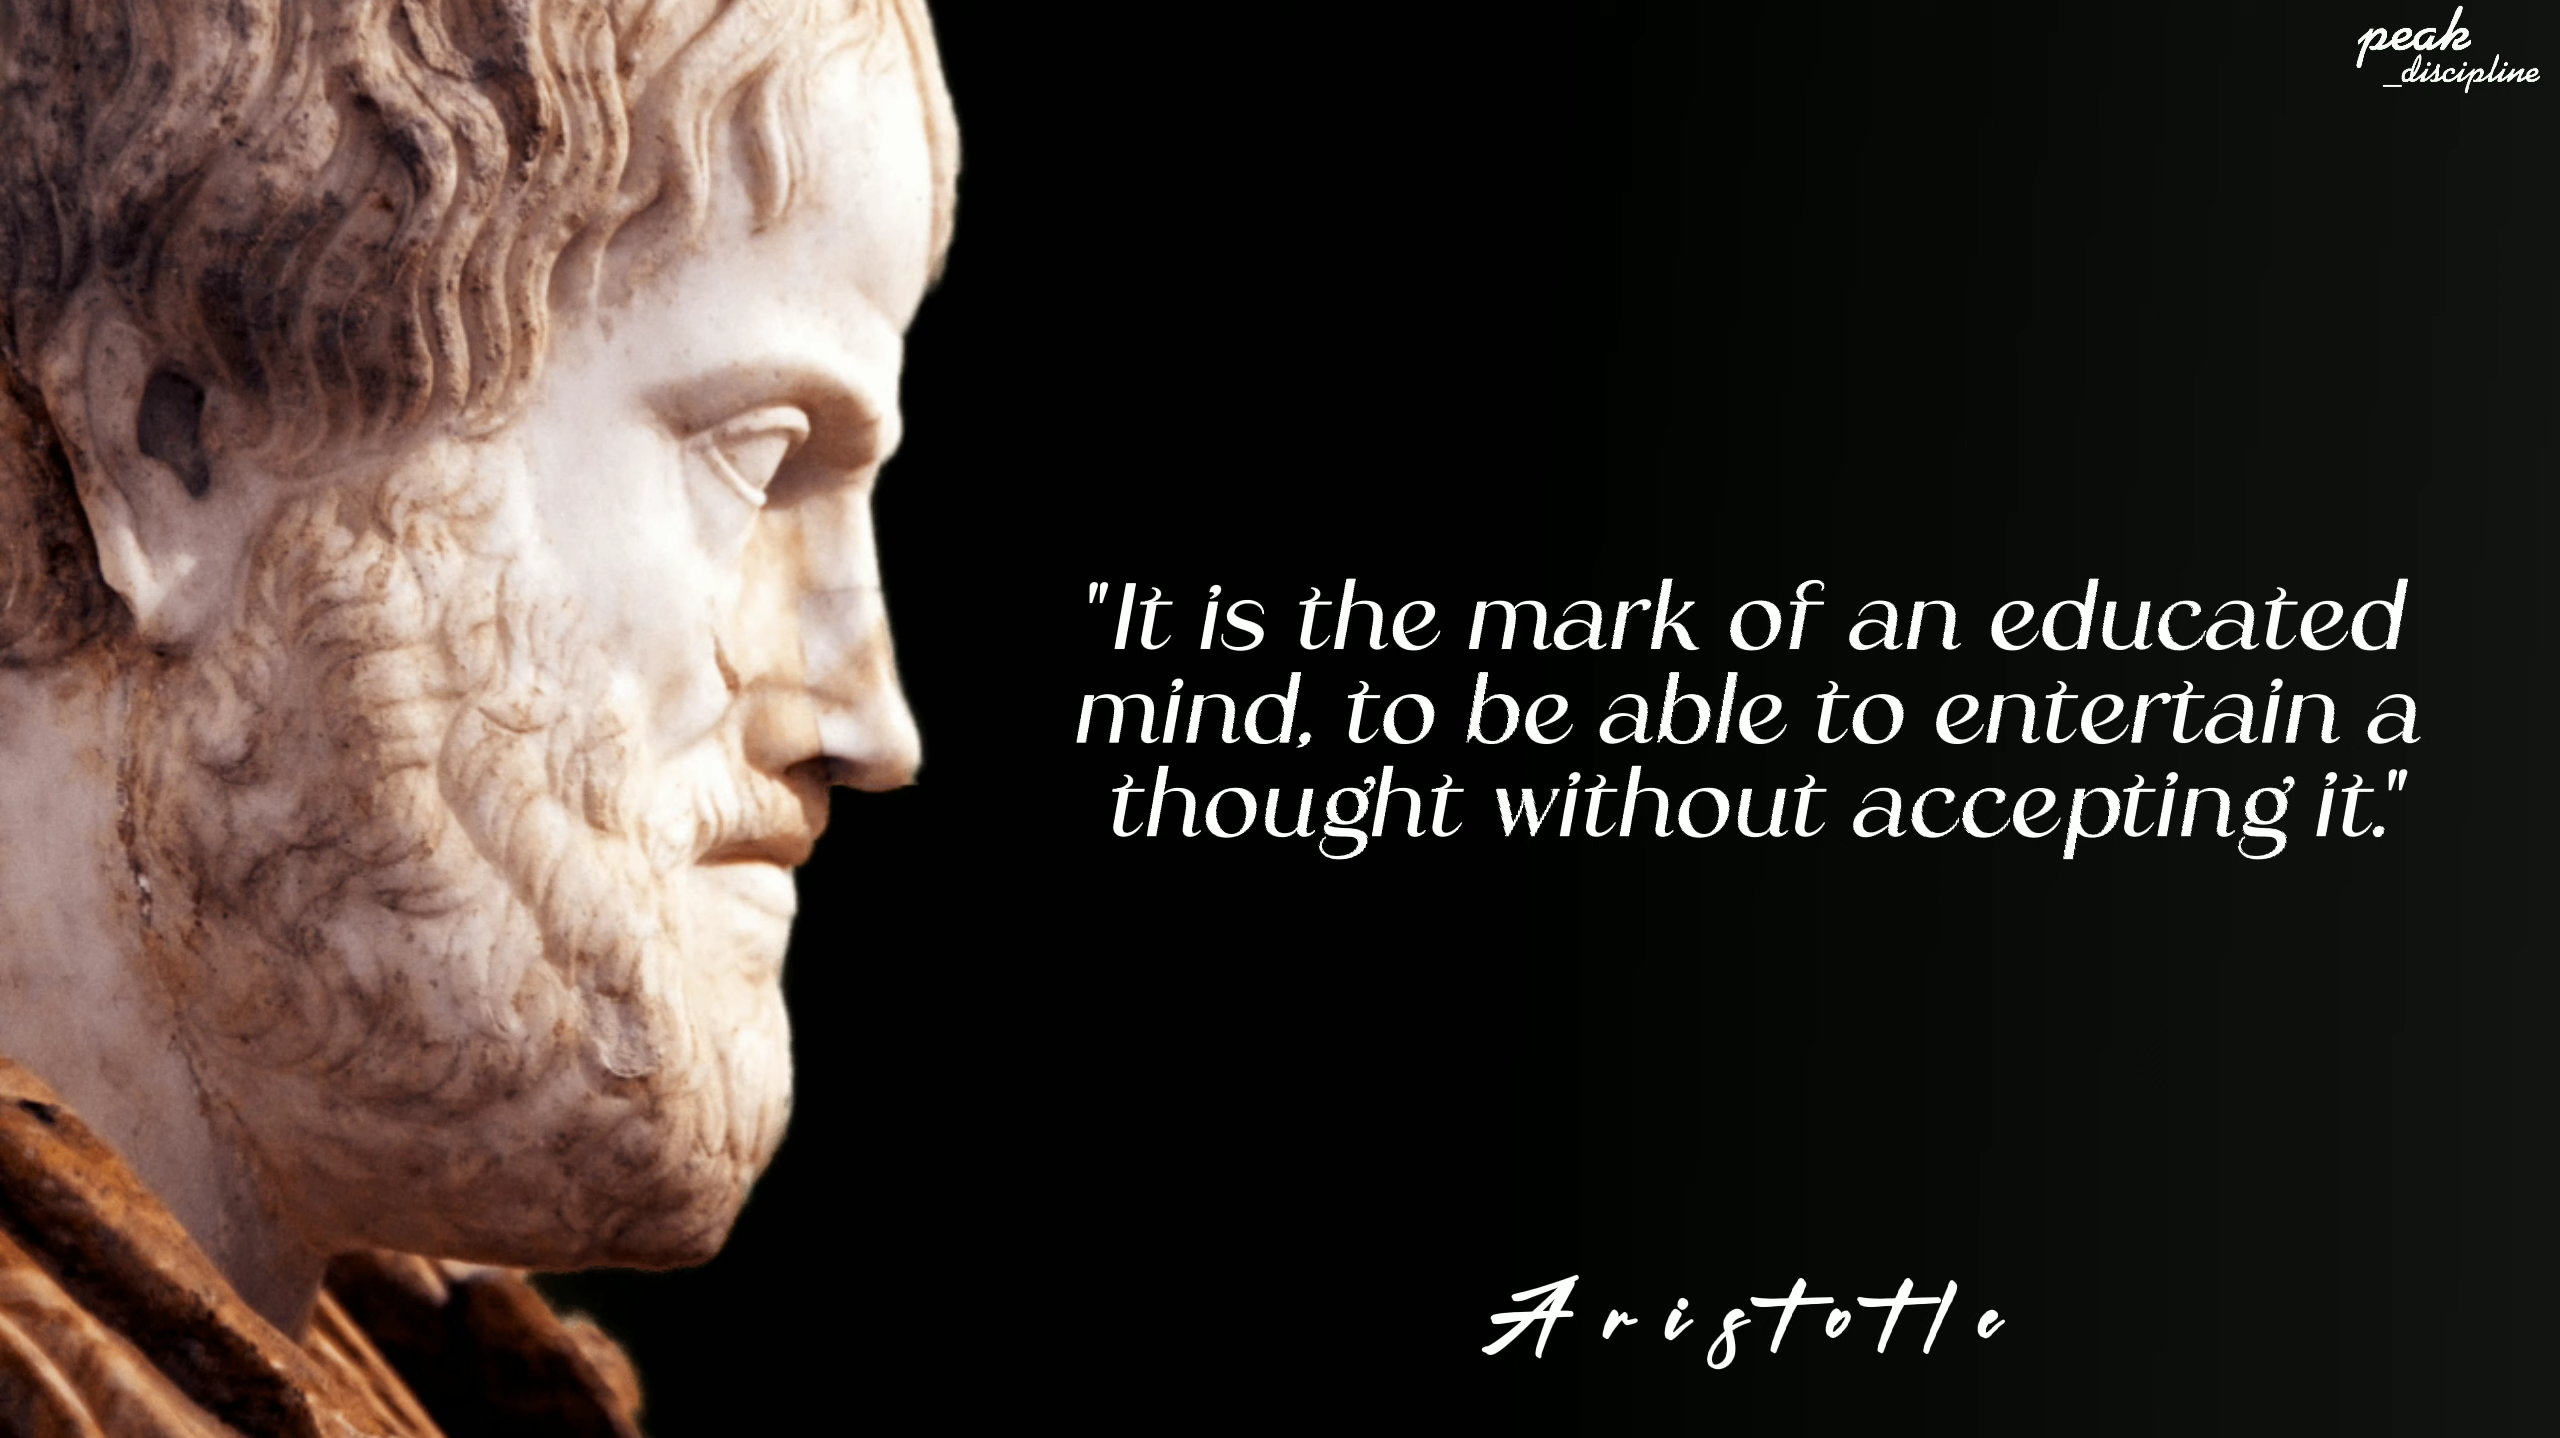 peak
_discipline
"It is the mark of an educated
mind, to be able to entertain a
thought without accepting it."
Aristotle